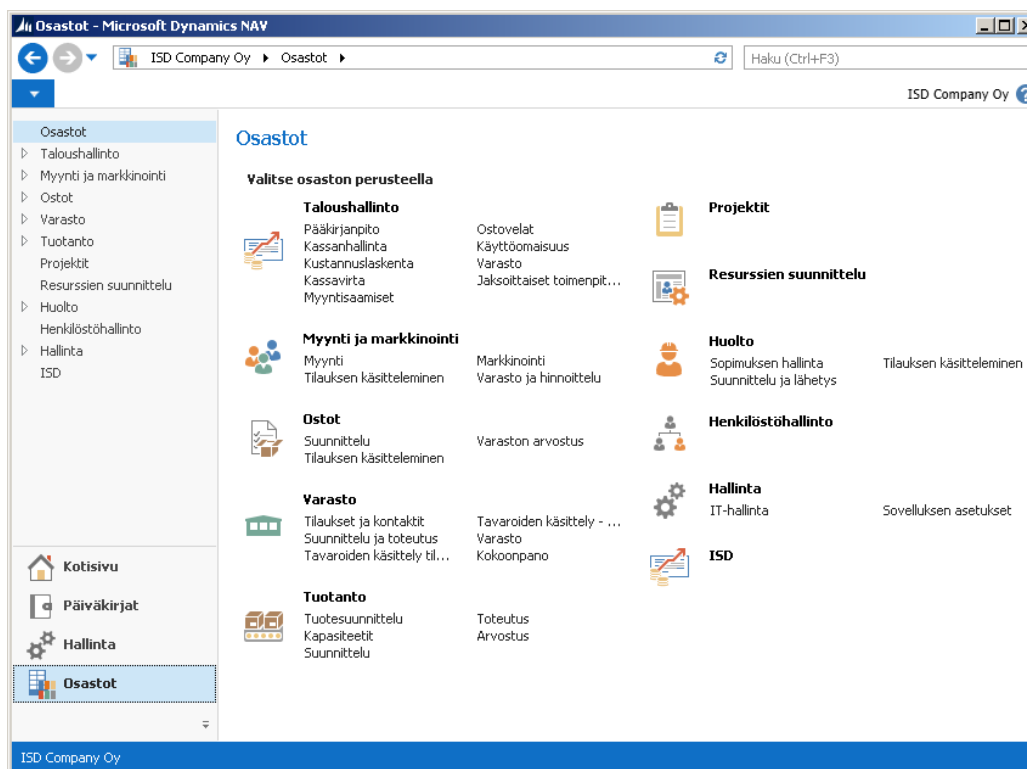 Osastot - Microsoft Dynamics NAV
ISD Company Oy Osastot
Haku (Ctrl+F3)
ISD Company Oy
Osastot
Taloushallinto
Myynti ja markkinointi
Ostot
Varasto
Tuotanto
Projektit
Resurssien suunnittelu
Huolto
Henkilöstöhallinto
Hallinta
ISD
Kotisivu
Päiväkirjat
Hallinta
Osastot
Osastot
Valitse osaston perusteella
Taloushallinto
Pääkirjanpito
Kassanhallinta
Kustannuslaskenta
Kassavirta
Myyntisaamiset
Ostovelat
Käyttöomaisuus
Varasto
Jaksoittaiset toimenpit...
Myynti ja markkinointi
Myynti
Tilauksen käsitteleminen
Markkinointi
Varasto ja hinnoittelu
Ostot
Suunnittelu
Tilauksen käsitteleminen
Varaston arvostus
Varasto
Tilaukset ja kontaktit
Suunnittelu ja toteutus
Tavaroiden käsittely til...
Tavaroiden käsittely - ...
Varasto
Kokoonpano
Tuotanto
Tuotesuunnittelu
Kapasiteetit
Suunnittelu
Toteutus
Arvostus
Projektit
Resurssien suunnittelu
Huolto
Sopimuksen hallinta
Suunnittelu ja lähetys
Tilauksen käsitteleminen
Henkilöstöhallinto
Hallinta
IT-hallinta
Sovelluksen asetukset
ISD
ISD Company Oy